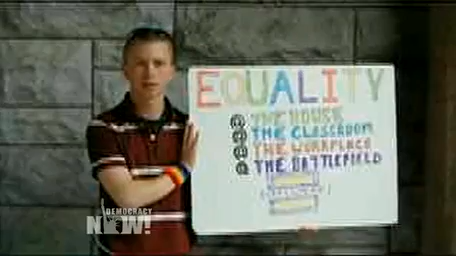 EQUALITY
@ THE HOUSE
@ THE CLASSROOM
@ THE WORKPLACE
@ THE BATTLEFIELD
DEMOCRACY
NOW!